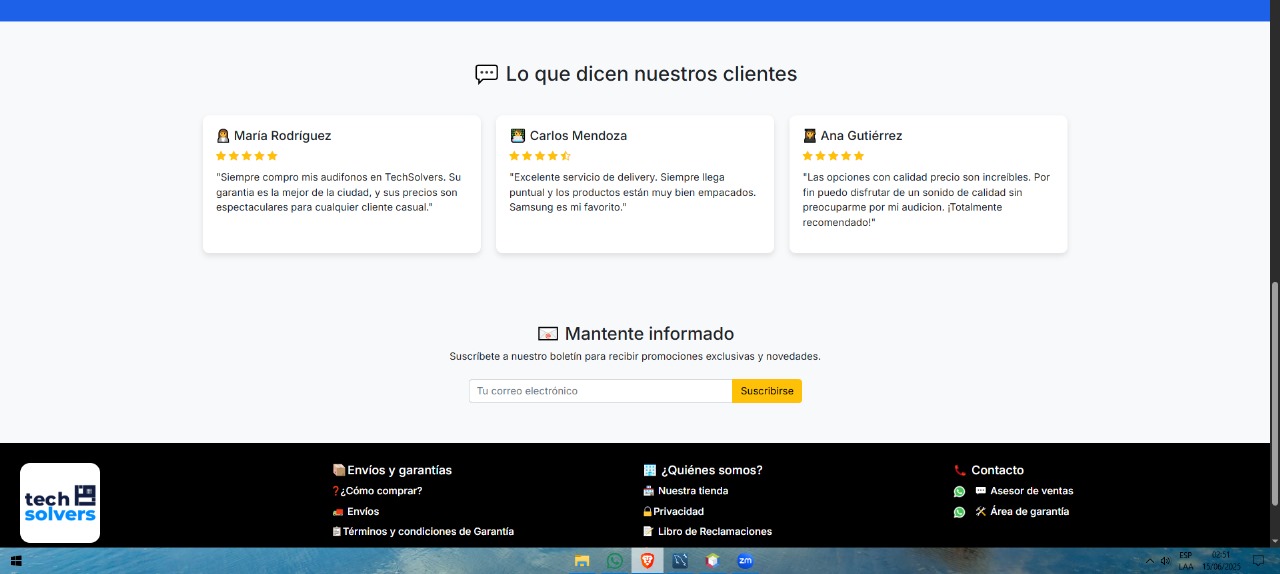 Lo que dicen nuestros clientes
María Rodríguez
"Siempre compro mis audifonos en TechSolvers. Su
garantia es la mejor de la ciudad, y sus precios son
espectaculares para cualquier cliente casual."
Carlos Mendoza
"Excelente servicio de delivery. Siempre llega
puntual y los productos están muy bien empacados.
Samsung es mi favorito."
Ana Gutiérrez
"Las opciones con calidad precio son increíbles. Por
fin puedo disfrutar de un sonido de calidad sin
preocuparme por mi audicion. ¡Totalmente
recomendado!"
Mantente informado
Suscríbete a nuestro boletín para recibir promociones exclusivas y novedades.
Tu correo electrónico
Suscribirse
tech
solvers
Envíos y garantías
¿Cómo comprar?
Envíos
Términos y condiciones de Garantía
¿Quiénes somos?
Nuestra tienda
Privacidad
Libro de Reclamaciones
Contacto
Asesor de ventas
Área de garantía
zm
ESP
LAA
02:51
15/06/2025